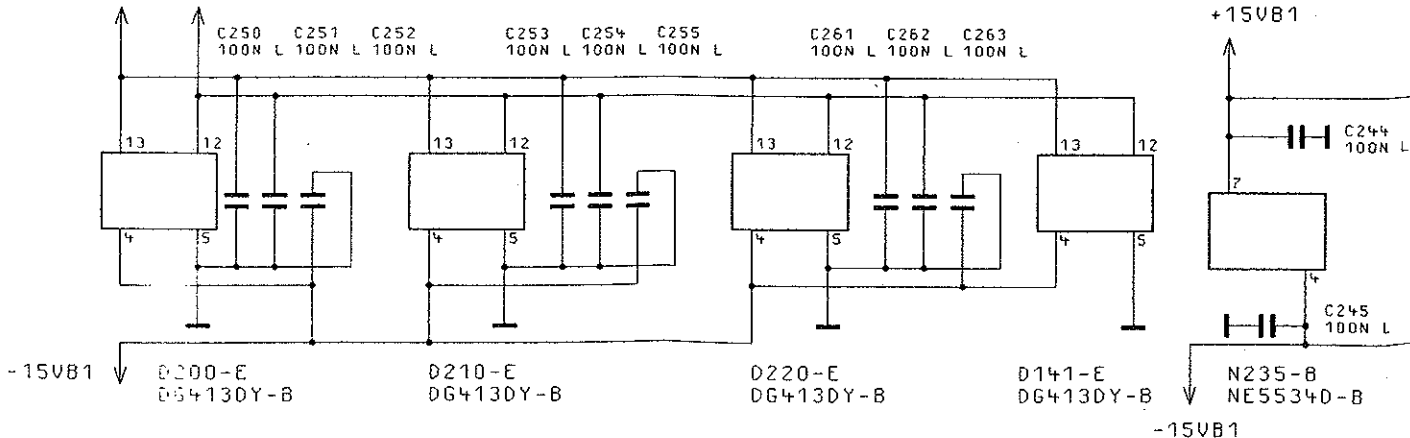 +15VB1
C250 C251 C252
100N L 100N L 100N L
C253 C254 C255
100N L 100N L 100N L
C261 C262 C263
100N L 100N L 100N L
13 12
13 12
13 12
13 12
C244
100N L
7
4 5
4 5
4 5
4 5
4
C245
100N L
-15VB1
D200-E
DG413DY-B
D210-E
DG413DY-B
D220-E
DG413DY-B
D141-E
DG413DY-B
N235-B
NE5534D-B
-15VB1